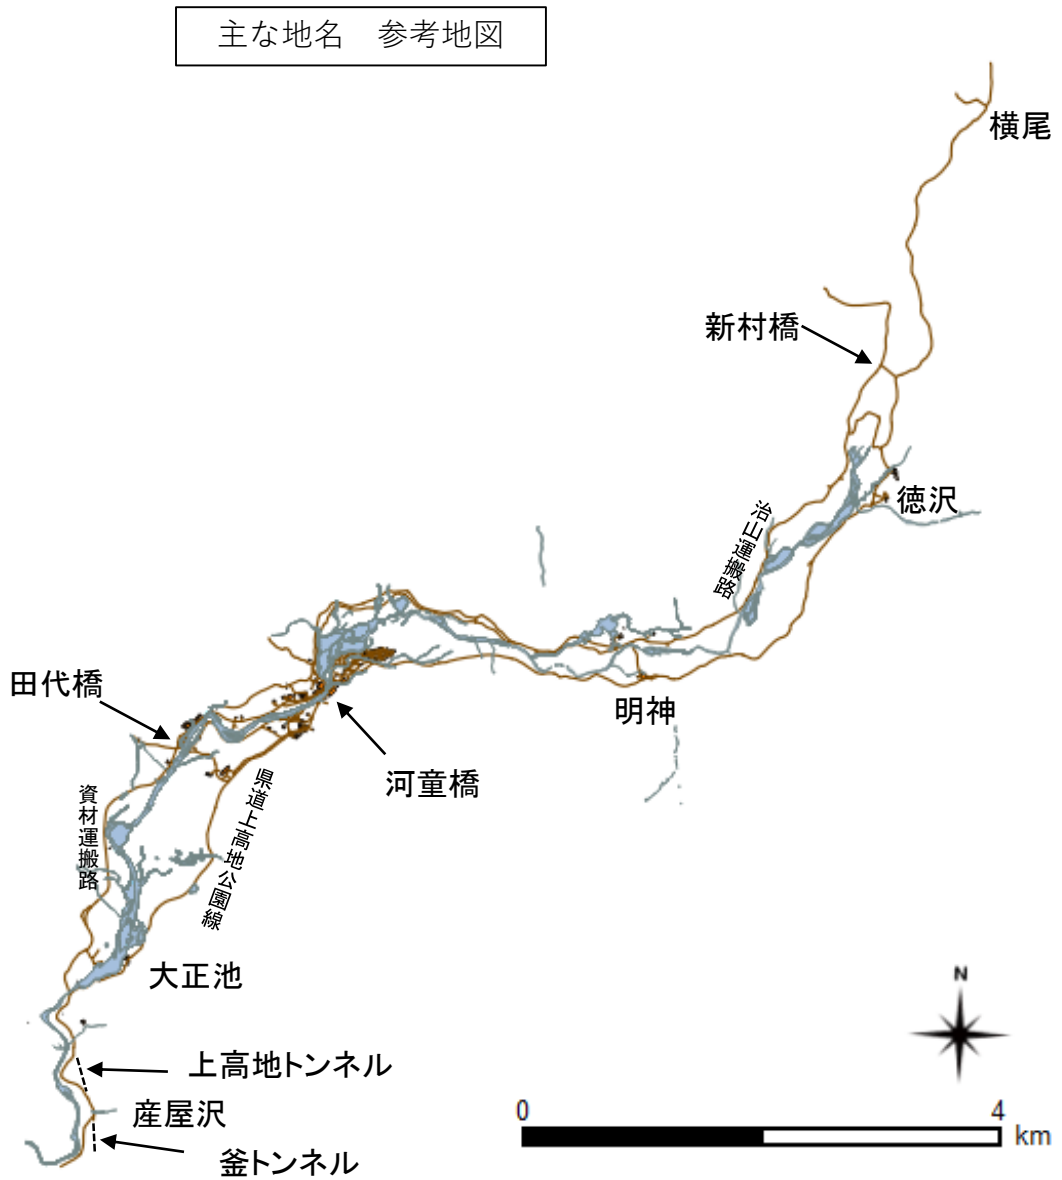 主な地名　参考地図
横尾
新村橋
徳沢
治山運搬路
田代橋
明神
河童橋
資材運搬路
県道上高地公園線
大正池
N
上高地トンネル
産屋沢
釜トンネル
0 4
km